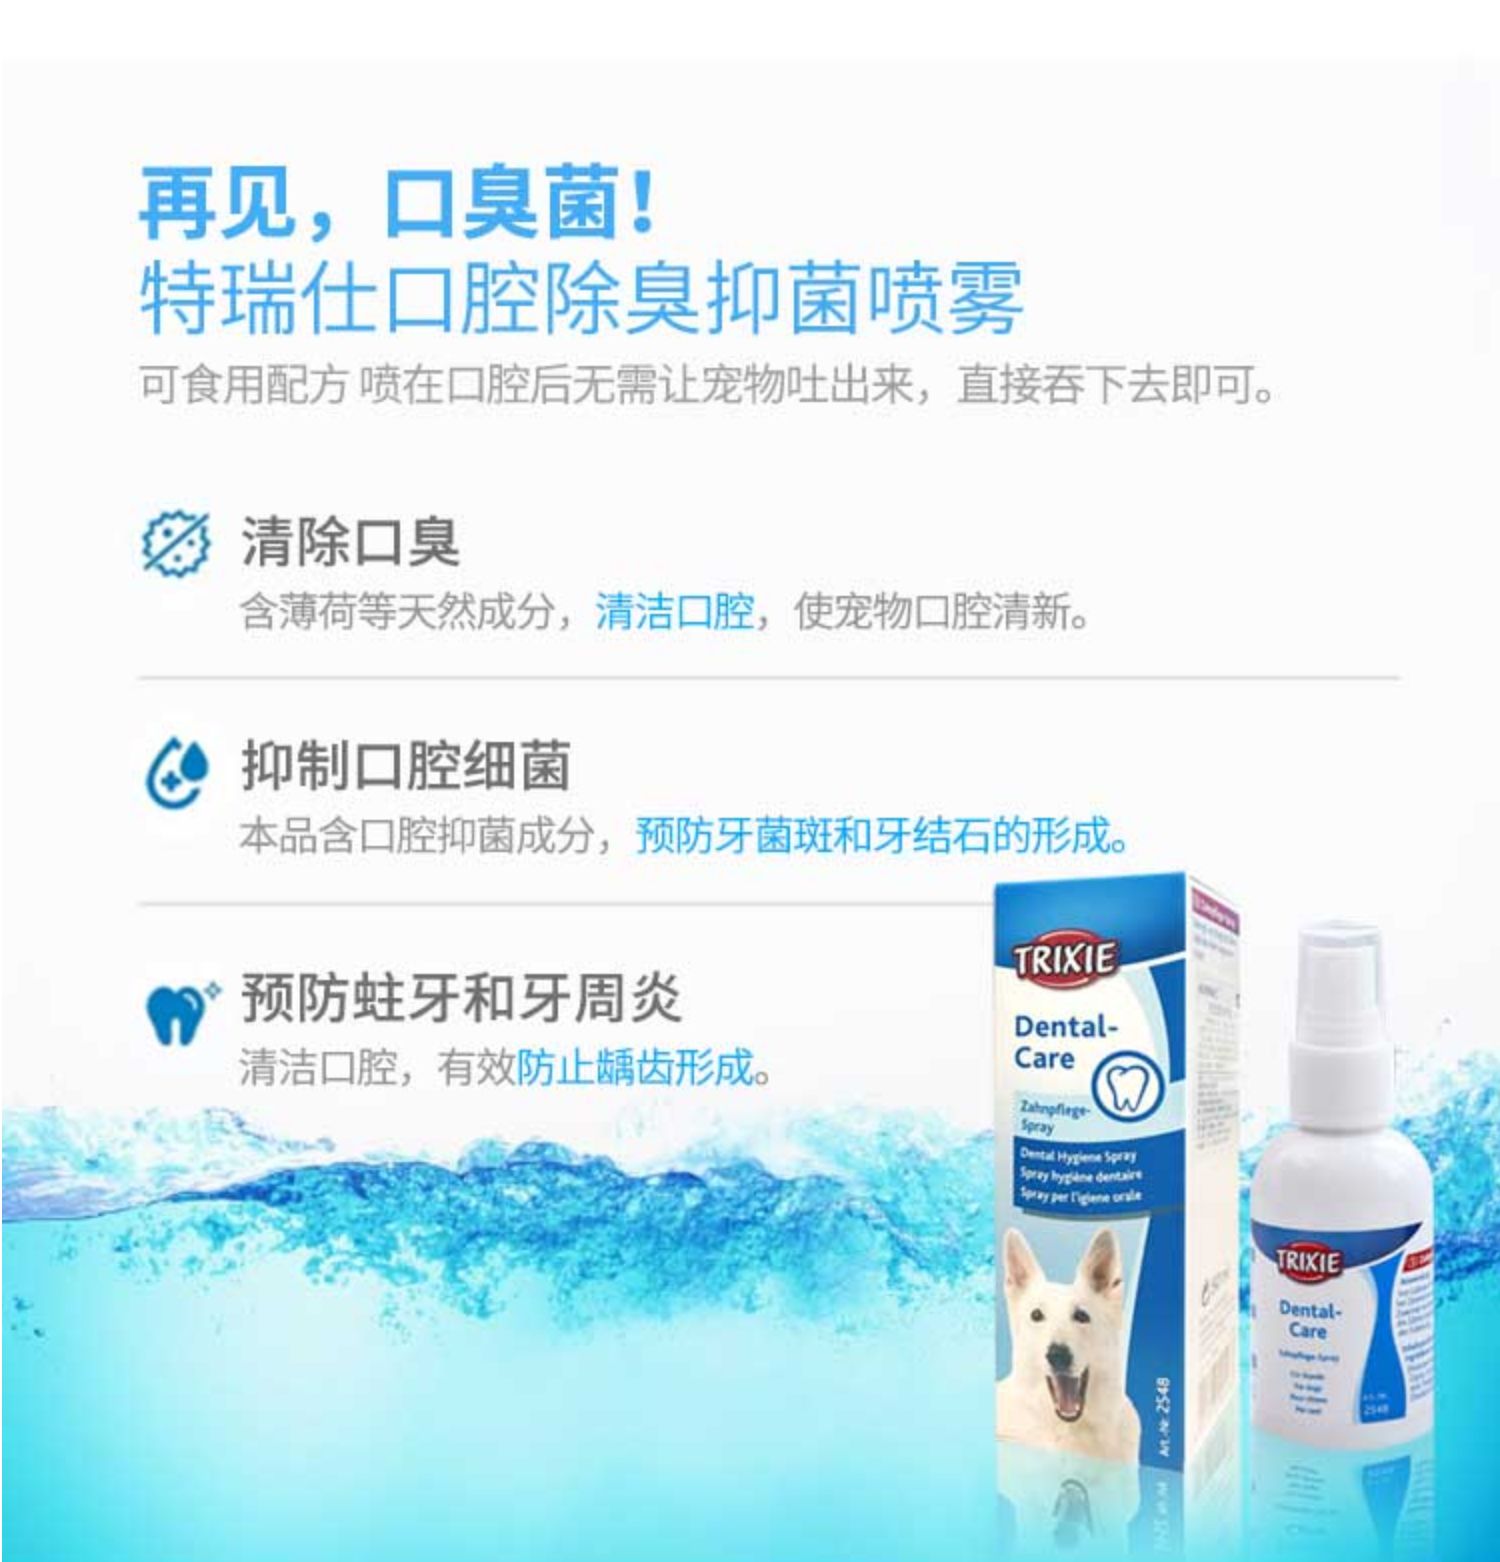 再见，口臭菌！
特瑞仕口腔除臭抑菌喷雾
可食用配方 喷在口腔后无需让宠物吐出来，直接吞下去即可。
清除口臭
含薄荷等天然成分，清洁口腔，使宠物口腔清新。
抑制口腔细菌
本品含口腔抑菌成分，预防牙菌斑和牙结石的形成。
预防蛀牙和牙周炎
清洁口腔，有效防止龋齿形成。
TRIXIE
Dental-
Care
Zahnpflege-
Spray
Dental Hygiene Spray
Spray hygiène dentaire
Spray per l'igiene orale
Art.-Nr. 2548
TRIXIE
Dental-
Care
Zahnpflege-Spray
2548